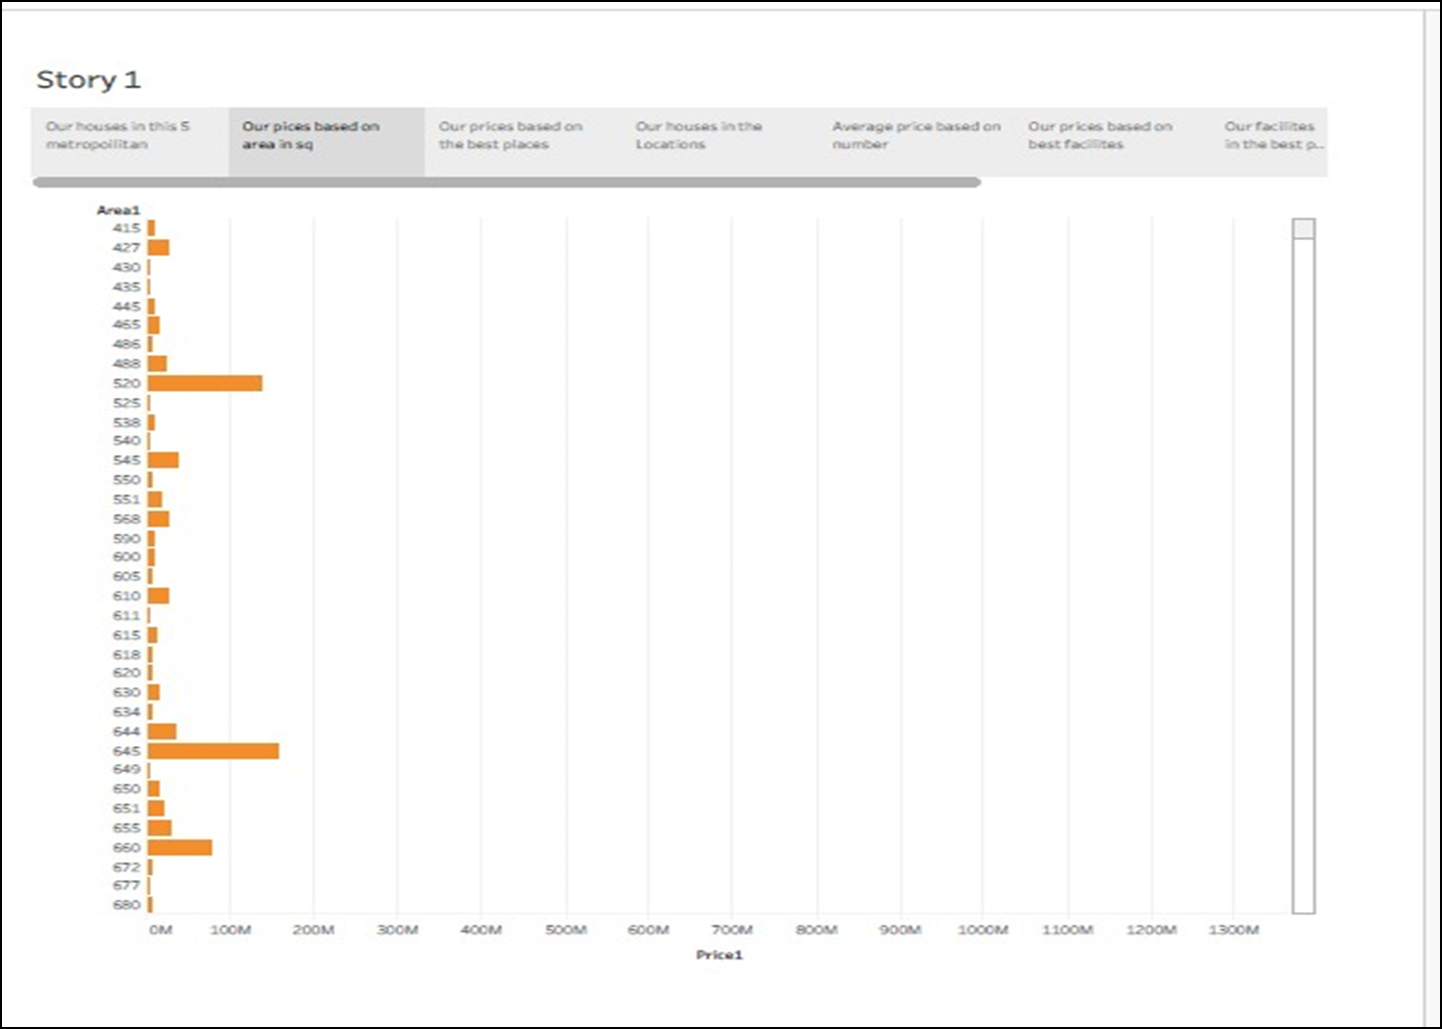 Story 1
Our houses in this 5
metropoilitan
Our pices based on
area in sq
Our prices based on
the best places
Our houses in the
Locations
Average price based on
number
Our prices based on
best facilites
Our facilites
in the best p...
Area1
415
427
430
435
445
465
486
488
520
525
538
540
545
550
551
568
590
600
605
610
611
615
618
620
630
634
644
645
649
650
651
655
660
672
677
680
0M 100M 200M 300M 400M 500M 600M 700M 800M 900M 1000M 1100M 1200M 1300M
Price1